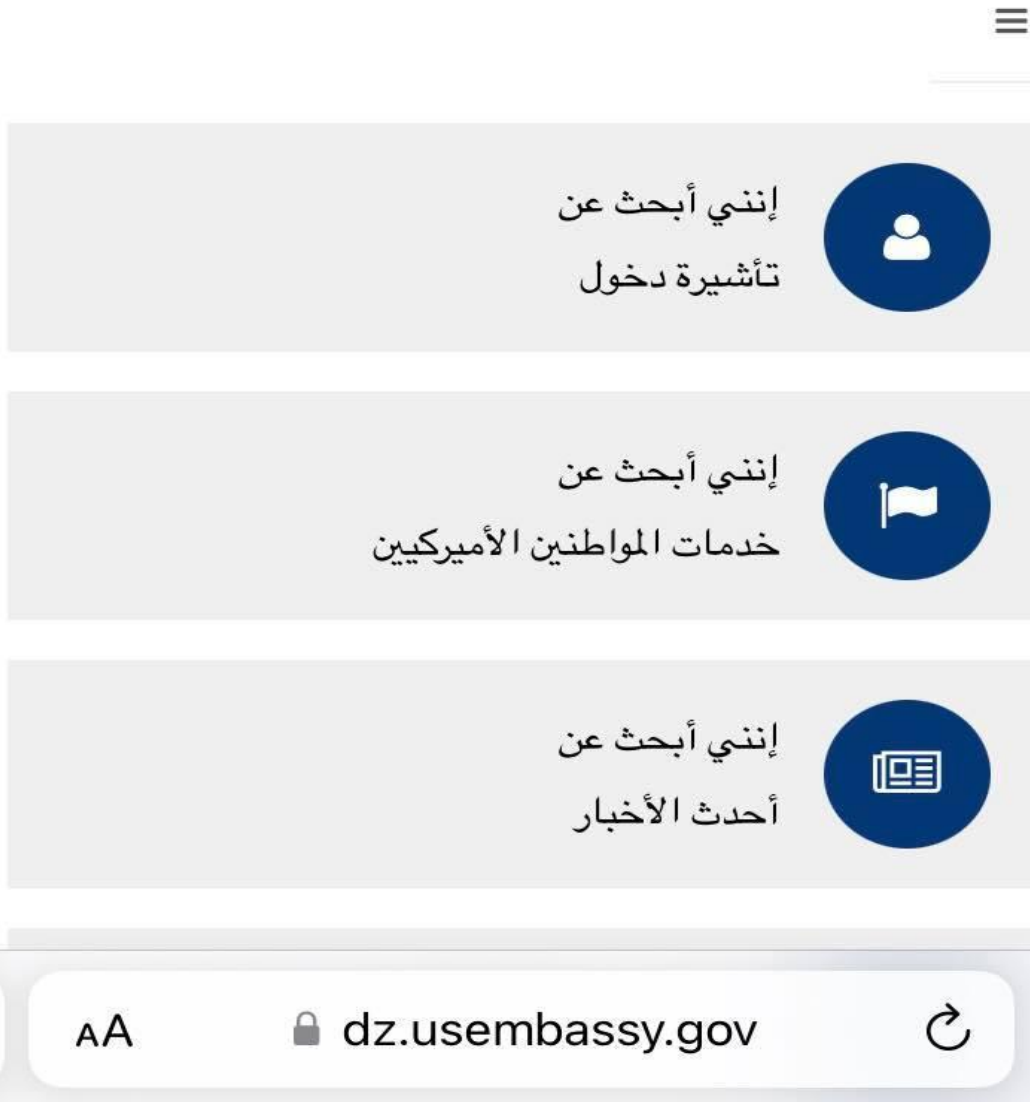 إنني أبحث عن
تأشيرة دخول
إنني أبحث عن
خدمات المواطنين الأميركيين
إنني أبحث عن
أحدث الأخبار
AA dz.usembassy.gov